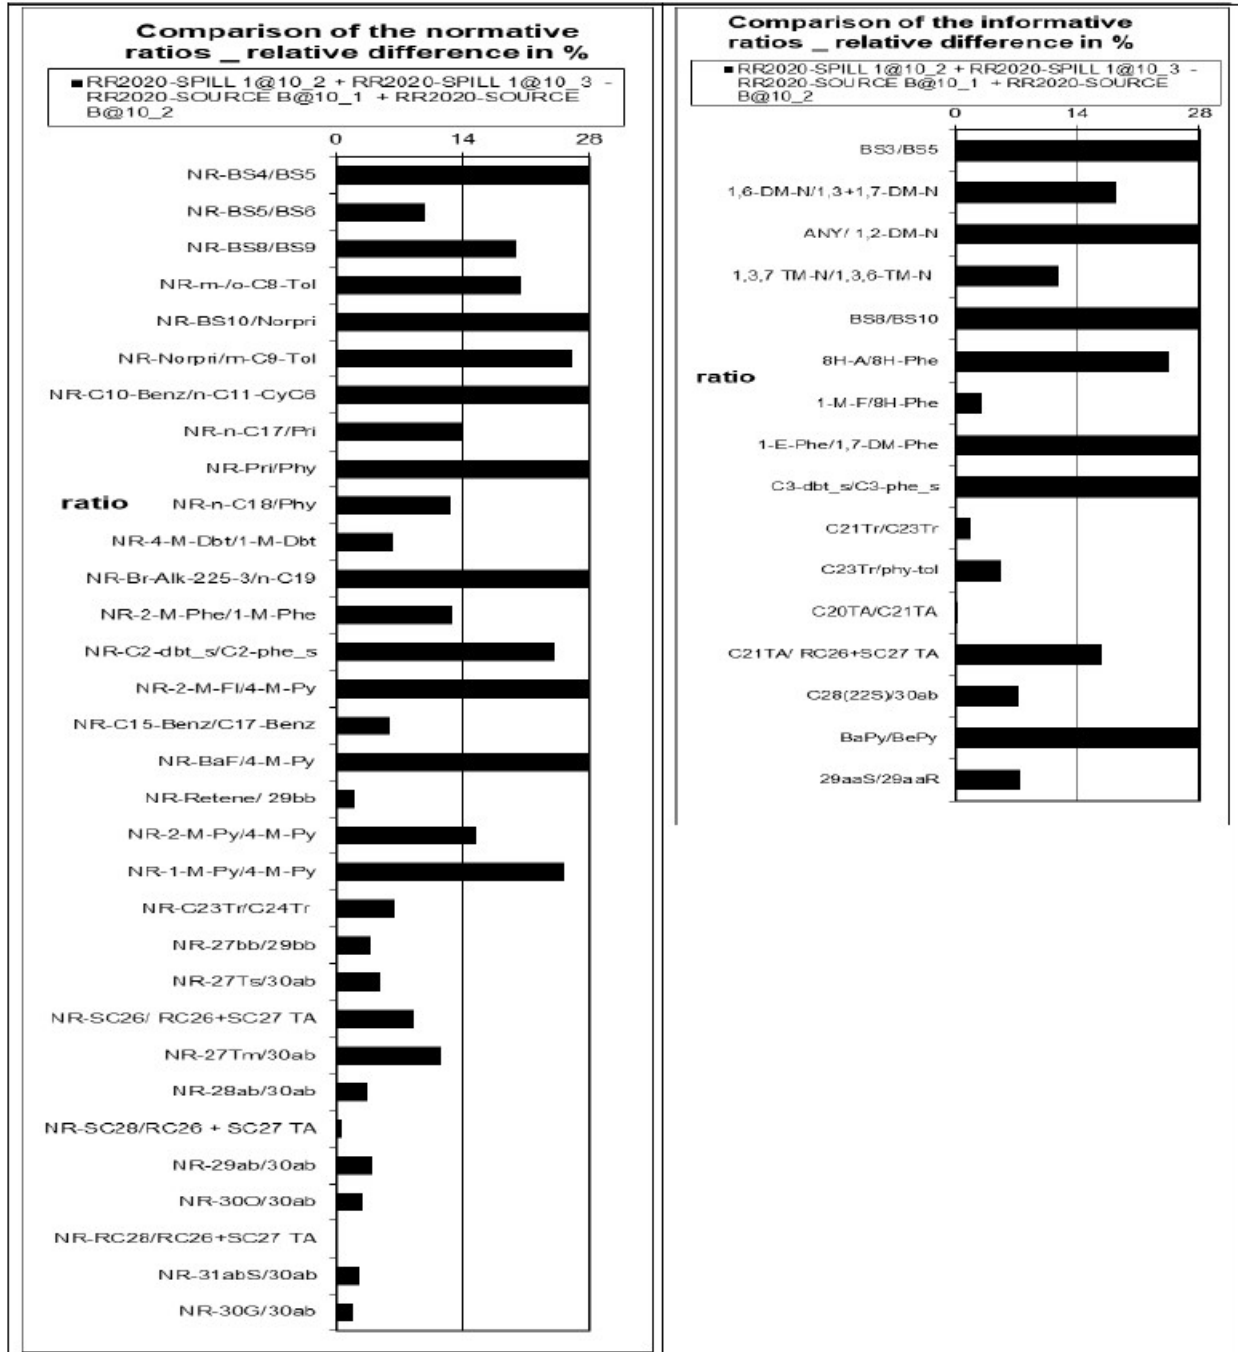 Comparison of the normative
ratios _ relative difference in %
RR2020-SPILL 1@10_2 + RR2020-SPILL 1@10_3 -
RR2020-SOURCE B@10_1 + RR2020-SOURCE
B@10_2
0 14 28
NR-BS4/BS5
NR-BS5/BS6
NR-BS8/BS9
NR-m-/o-C8-Tol
NR-BS10/Norpri
NR-Norpri/m-C9-Tol
NR-C10-Benz/n-C11-CyC6
NR-n-C17/Pri
NR-Pri/Phy
ratio
NR-n-C18/Phy
NR-4-M-Dbt/1-M-Dbt
NR-Br-Alk-225-3/n-C19
NR-2-M-Phe/1-M-Phe
NR-C2-dbt_s/C2-phe_s
NR-2-M-Fl/4-M-Py
NR-C15-Benz/C17-Benz
NR-BaF/4-M-Py
NR-Retene/ 29bb
NR-2-M-Py/4-M-Py
NR-1-M-Py/4-M-Py
NR-C23Tr/C24Tr
NR-27bb/29bb
NR-27Ts/30ab
NR-SC26/ RC26+SC27 TA
NR-27Tm/30ab
NR-28ab/30ab
NR-SC28/RC26 + SC27 TA
NR-29ab/30ab
NR-30O/30ab
NR-RC28/RC26+SC27 TA
NR-31abS/30ab
NR-30G/30ab
Comparison of the informative
ratios _ relative difference in %
RR2020-SPILL 1@10_2 + RR2020-SPILL 1@10_3 -
RR2020-SOURCE B@10_1 + RR2020-SOURCE
B@10_2
0 14 28
BS3/BS5
1,6-DM-N/1,3+1,7-DM-N
ANY/ 1,2-DM-N
1,3,7 TM-N/1,3,6-TM-N
BS8/BS10
8H-A/8H-Phe
ratio
1-M-F/8H-Phe
1-E-Phe/1,7-DM-Phe
C3-dbt_s/C3-phe_s
C21Tr/C23Tr
C23Tr/phy-tol
C20TA/C21TA
C21TA/ RC26+SC27 TA
C28(22S)/30ab
BaPy/BePy
29aaS/29aaR